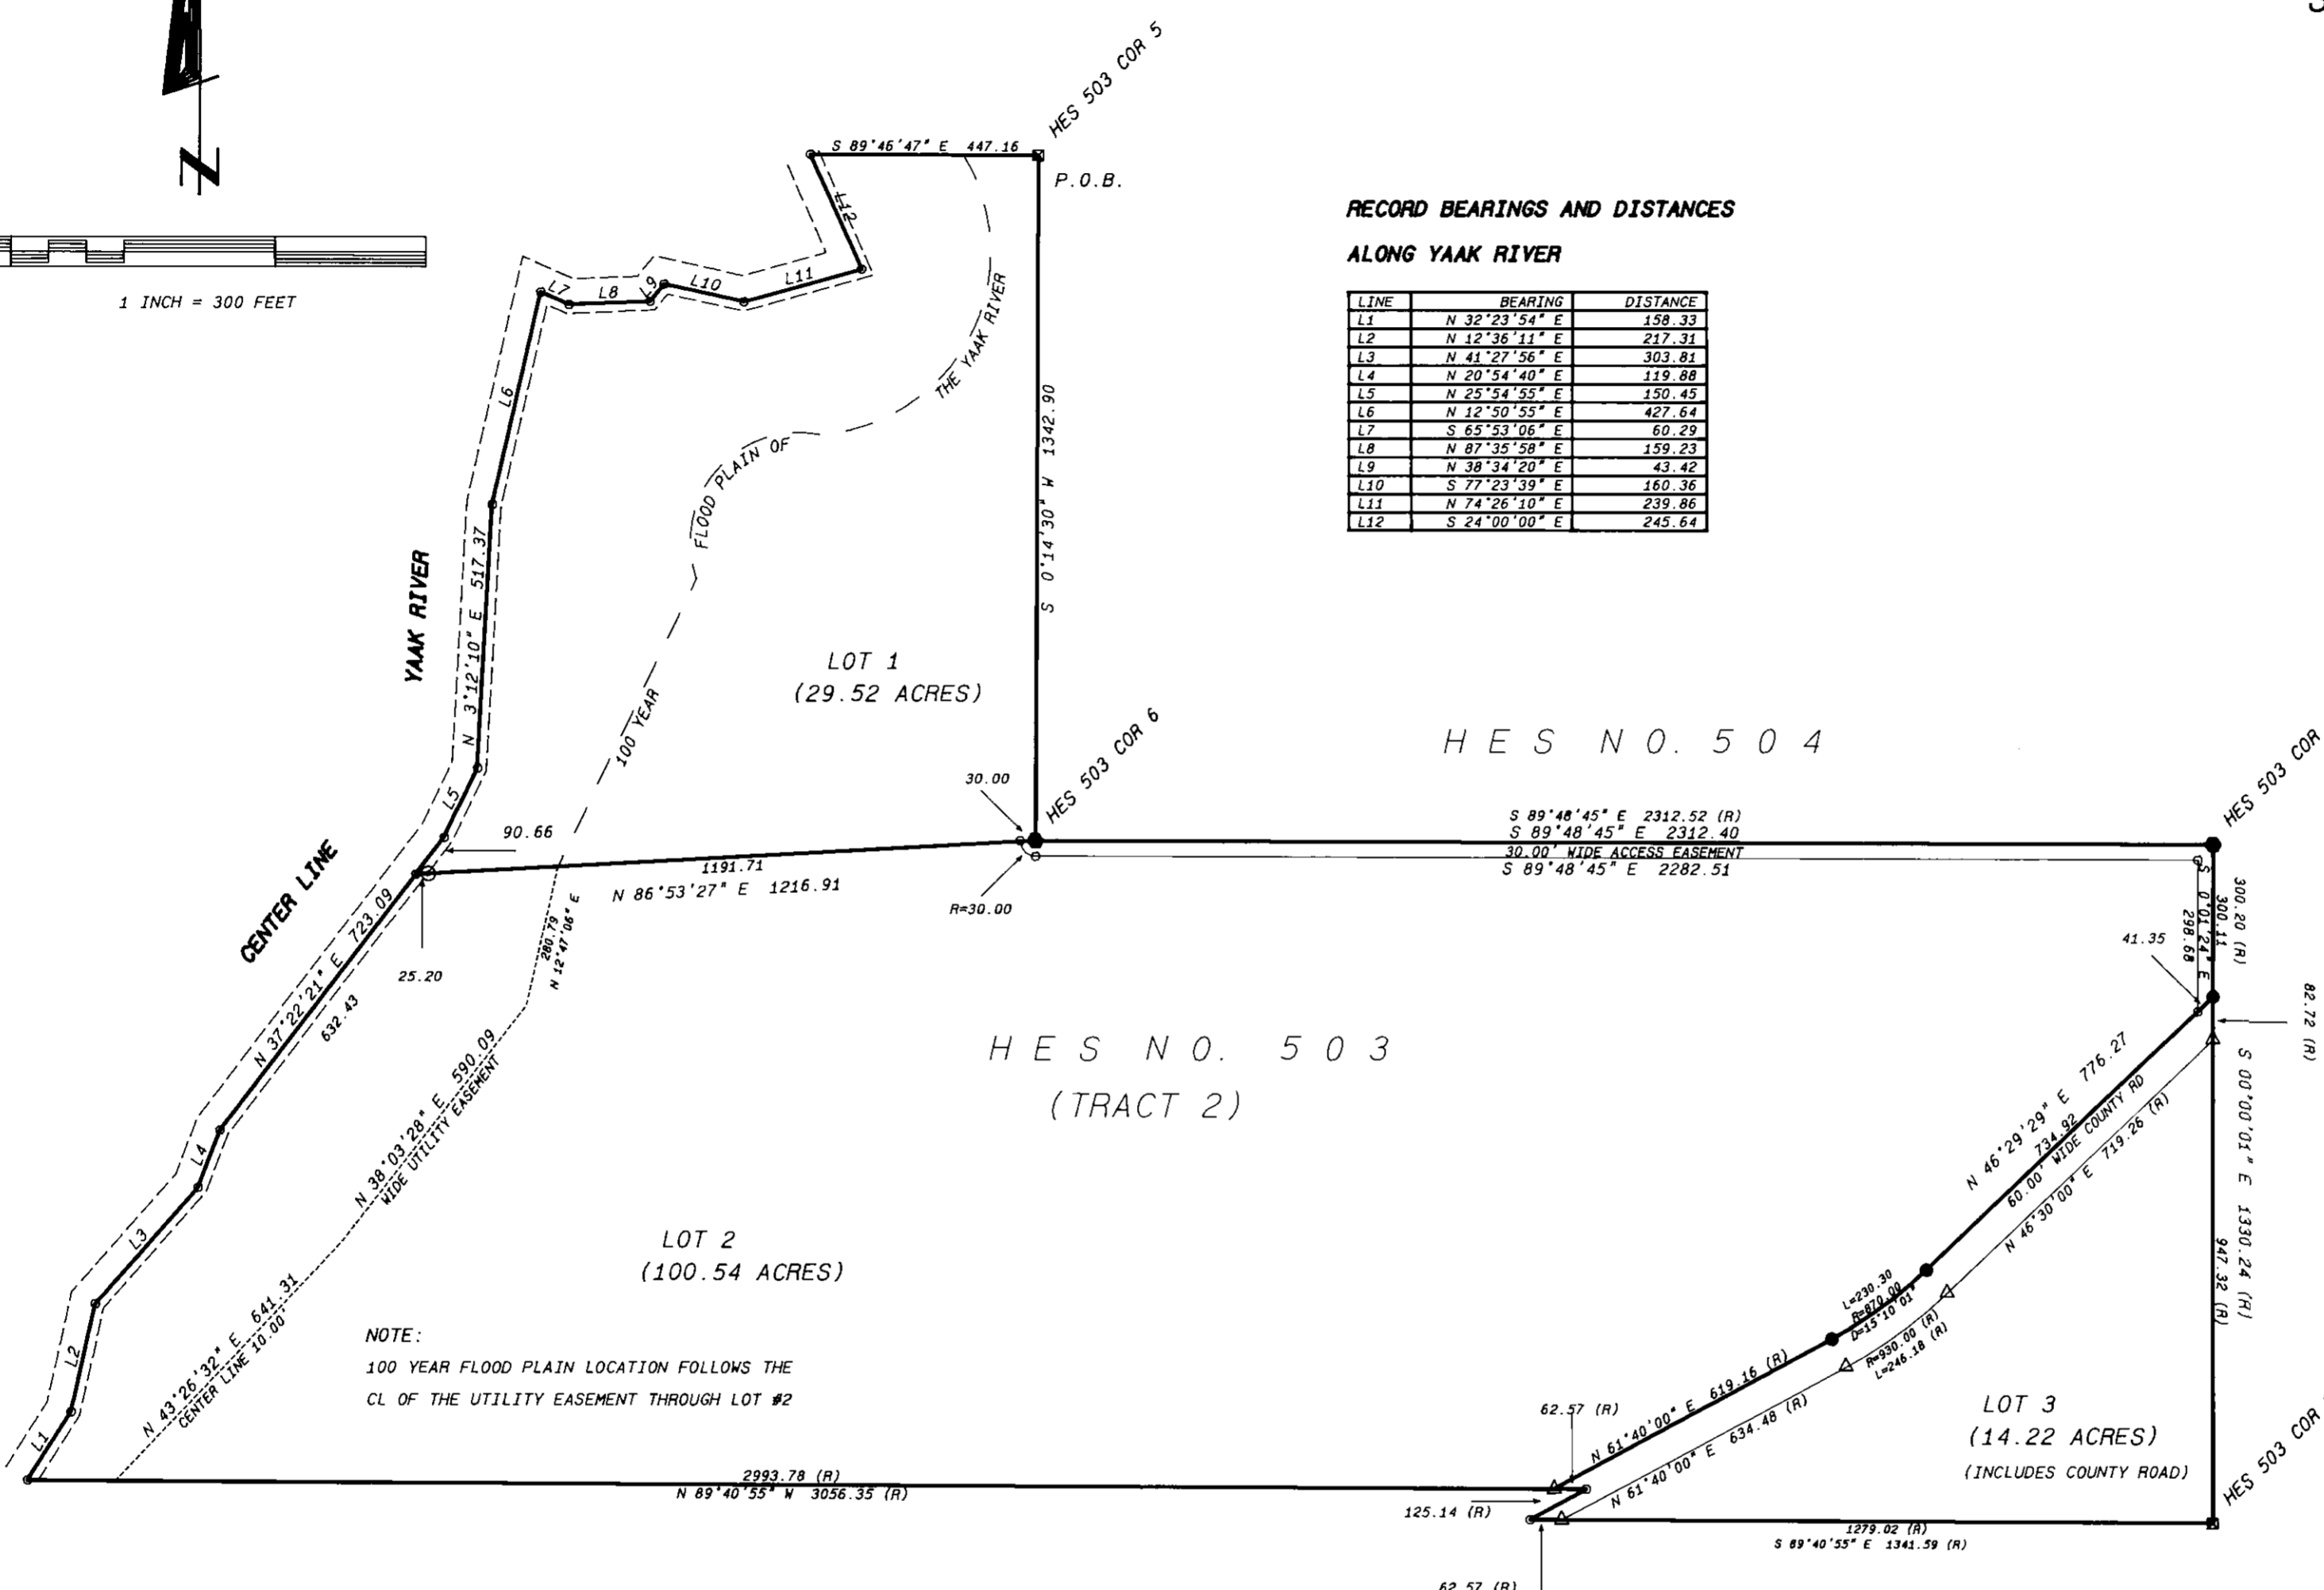 HES 503 COR 5
S 89°46'47" E 447.16
P.O.B.
N
1 INCH = 300 FEET
RECORD BEARINGS AND DISTANCES
ALONG YAAK RIVER
LINE BEARING DISTANCE
L1 N 32°23'54" E 158.33
L2 N 12°36'11" E 217.31
L3 N 41°27'56" E 303.81
L4 N 20°54'40" E 119.88
L5 N 25°54'55" E 150.45
L6 N 12°50'55" E 427.64
L7 S 65°53'06" E 60.29
L8 N 87°35'58" E 159.23
L9 N 38°34'20" E 43.42
L10 S 77°23'39" E 160.36
L11 N 74°26'10" E 239.86
L12 S 24°00'00" E 245.64
L12
L11
L10
L9
L8
L7
L6
THE YAAK RIVER
FLOOD PLAIN OF
100 YEAR
S 0°14'30" W 1342.90
YAAK RIVER
N 3°12'10" E 517.37
LOT 1
(29.52 ACRES)
HES NO. 504
HES 503 COR 6
30.00
HES 503 COR
S 89°48'45" E 2312.52 (R)
S 89°48'45" E 2312.40
30.00' WIDE ACCESS EASEMENT
S 89°48'45" E 2282.51
L5
90.66
1191.71
N 86°53'27" E 1216.91
R=30.00
CENTER LINE
25.20
N 37°22'21" E 723.09
632.43
280.79
N 12°47'06" E
300.20 (R)
300.11
S 0°01'24" E
298.68
41.35
82.72 (R)
HES NO. 503
(TRACT 2)
N 38°03'28" E 590.09
WIDE UTILITY EASEMENT
N 46°29'29" E 776.27
734.92
60.00' WIDE COUNTY RD
N 46°30'00" E 719.26 (R)
S 00°00'01" E 1330.24 (R)
947.32 (R)
L4
L3
L2
L1
LOT 2
(100.54 ACRES)
N 43°26'32" E 641.31
CENTER LINE 10.00'
NOTE:
100 YEAR FLOOD PLAIN LOCATION FOLLOWS THE
CL OF THE UTILITY EASEMENT THROUGH LOT #2
L=230.30
R=870.00
D=15°10'01"
R=930.00 (R)
L=246.18 (R)
N 61°40'00" E 619.16 (R)
N 61°40'00" E 634.48 (R)
62.57 (R)
LOT 3
(14.22 ACRES)
(INCLUDES COUNTY ROAD)
HES 503 COR
2993.78 (R)
N 89°40'55" W 3056.35 (R)
125.14 (R)
1279.02 (R)
S 89°40'55" E 1341.59 (R)
62.57 (R)